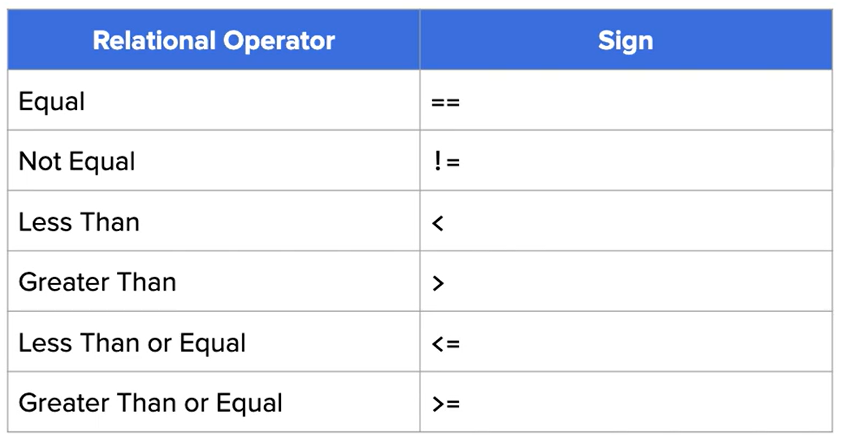 Relational Operator Sign
Equal ==
Not Equal !=
Less Than <
Greater Than >
Less Than or Equal <=
Greater Than or Equal >=